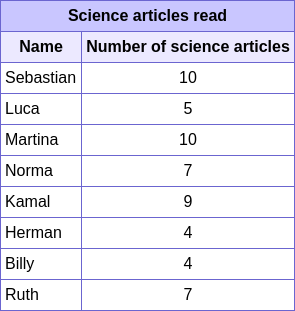 Science articles read
Name Number of science articles
Sebastian 10
Luca 5
Martina 10
Norma 7
Kamal 9
Herman 4
Billy 4
Ruth 7